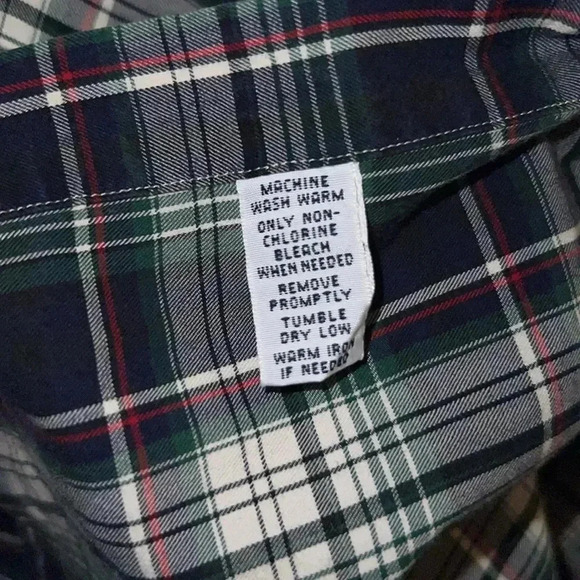 MACHINE
WASH WARM
ONLY NON-
CHLORINE
BLEACH
WHEN NEEDED
REMOVE
PROMPTLY
TUMBLE
DRY LOW
WARM IRON
IF NEEDED